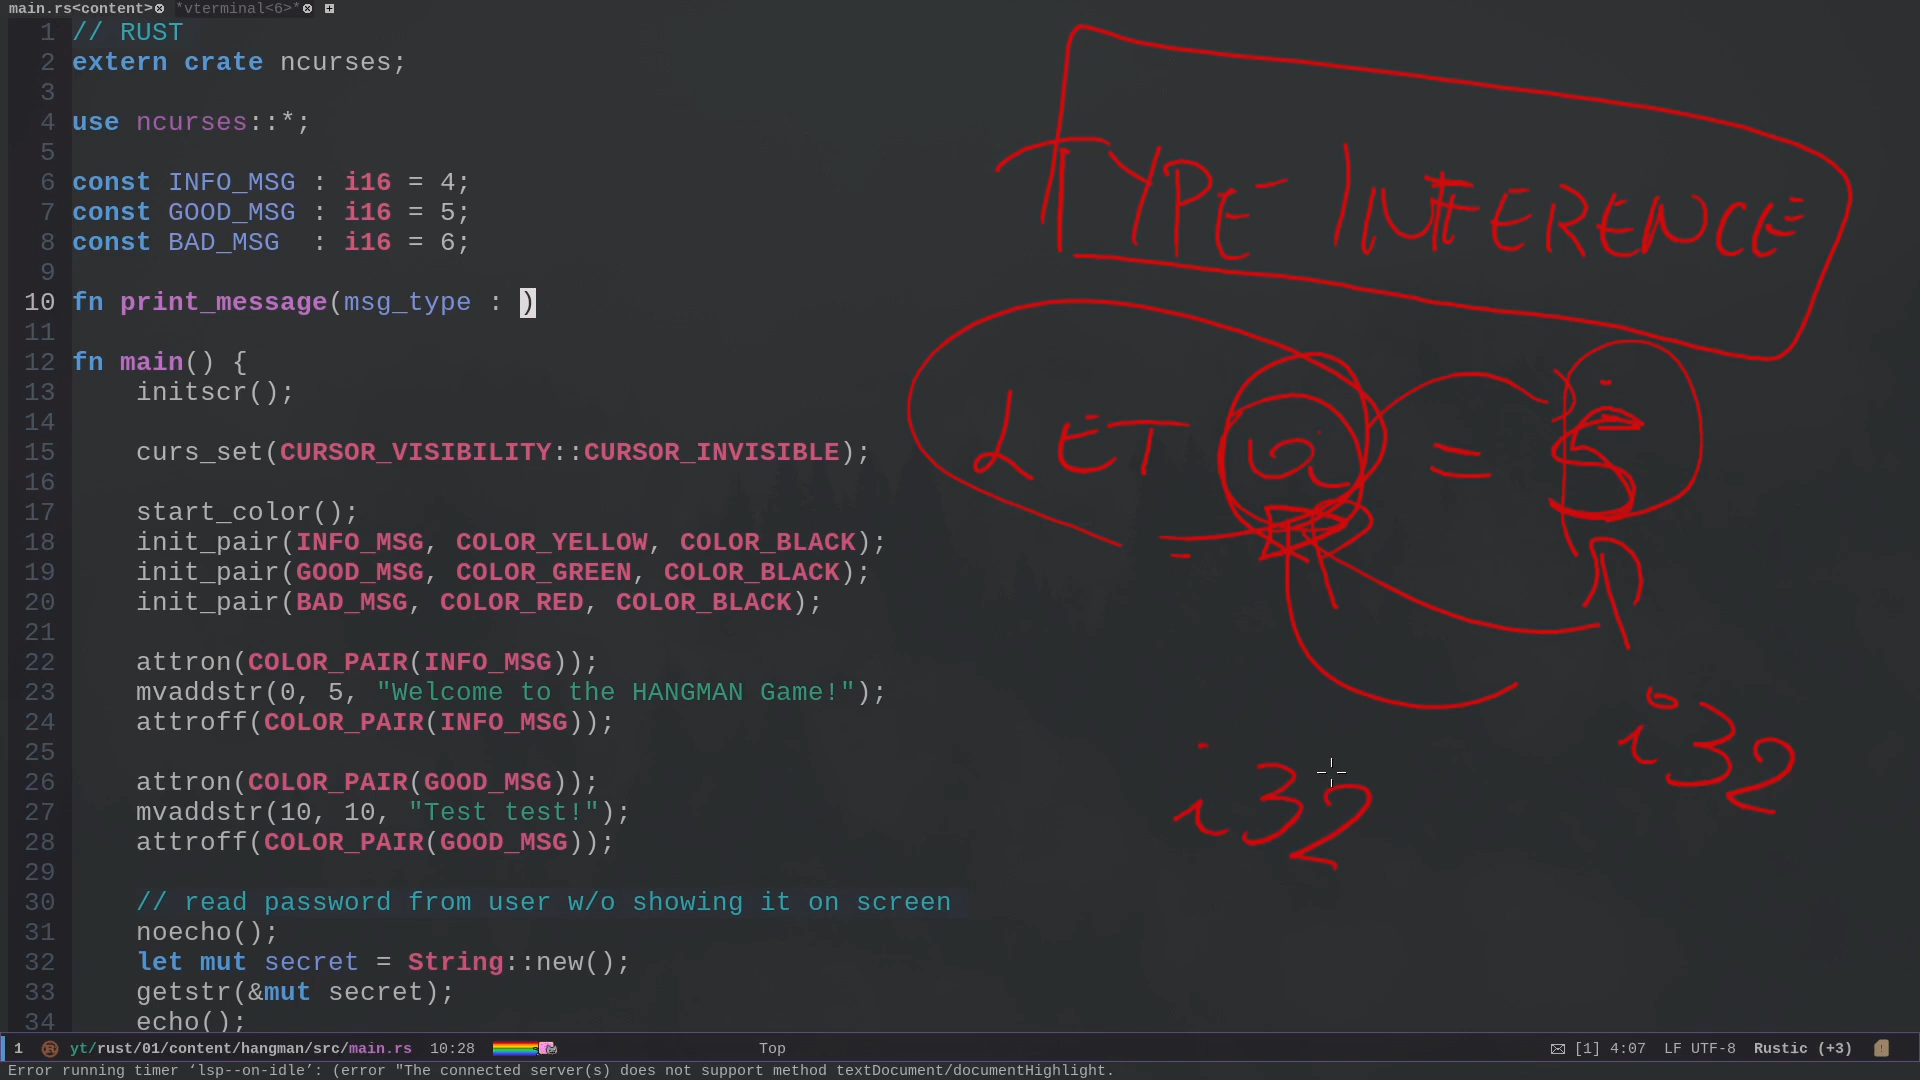 main.rs<content> *vterminal<6>*
1 // RUST
2 extern crate ncurses;
3
4 use ncurses::*;
5
6 const INFO_MSG : i16 = 4;
7 const GOOD_MSG : i16 = 5;
8 const BAD_MSG  : i16 = 6;
9
10 fn print_message(msg_type : )
11
12 fn main() {
13     initscr();
14
15     curs_set(CURSOR_VISIBILITY::CURSOR_INVISIBLE);
16
17     start_color();
18     init_pair(INFO_MSG, COLOR_YELLOW, COLOR_BLACK);
19     init_pair(GOOD_MSG, COLOR_GREEN, COLOR_BLACK);
20     init_pair(BAD_MSG, COLOR_RED, COLOR_BLACK);
21
22     attron(COLOR_PAIR(INFO_MSG));
23     mvaddstr(0, 5, "Welcome to the HANGMAN Game!");
24     attroff(COLOR_PAIR(INFO_MSG));
25
26     attron(COLOR_PAIR(GOOD_MSG));
27     mvaddstr(10, 10, "Test test!");
28     attroff(COLOR_PAIR(GOOD_MSG));
29
30     // read password from user w/o showing it on screen
31     noecho();
32     let mut secret = String::new();
33     getstr(&mut secret);
34     echo();
TYPE INFERENCE
LET a = 5
i32
i32
1 yt/rust/01/content/hangman/src/main.rs 10:28 Top [1] 4:07 LF UTF-8 Rustic (+3)
Error running timer ‘lsp--on-idle’: (error "The connected server(s) does not support method textDocument/documentHighlight.